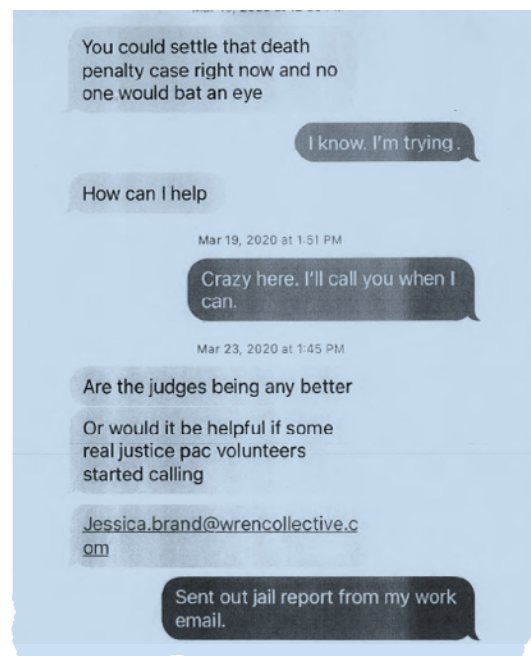 You could settle that death
penalty case right now and no
one would bat an eye
I know. I'm trying.
How can I help
Mar 19, 2020 at 1:51 PM
Crazy here. I'll call you when I
can.
Mar 23, 2020 at 1:45 PM
Are the judges being any better
Or would it be helpful if some
real justice pac volunteers
started calling
Jessica.brand@wrencollective.c
om
Sent out jail report from my work
email.